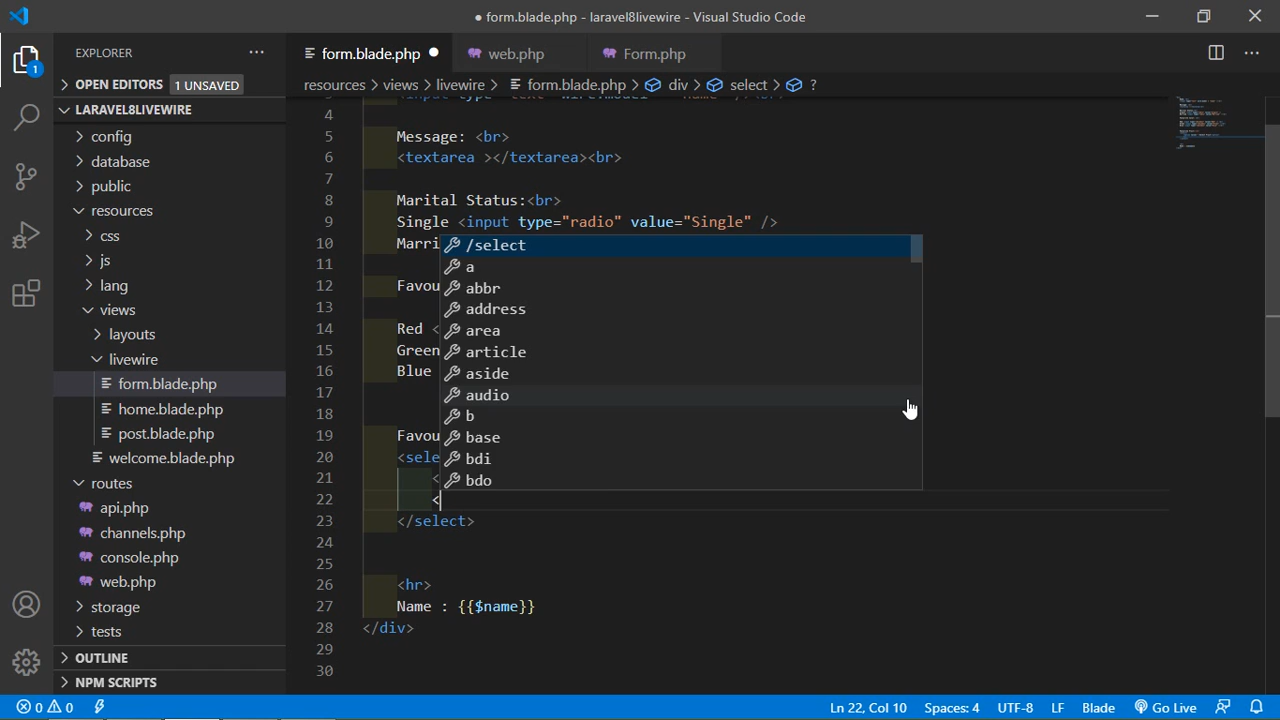 ● form.blade.php - laravel8livewire - Visual Studio Code
EXPLORER
form.blade.php
web.php
Form.php
1
OPEN EDITORS 1 UNSAVED
resources > views > livewire > form.blade.php > div > select > ?
LARAVEL8LIVEWIRE
config
database
public
resources
css
js
lang
views
layouts
livewire
form.blade.php
home.blade.php
post.blade.php
welcome.blade.php
routes
api.php
channels.php
console.php
web.php
storage
tests
OUTLINE
NPM SCRIPTS
4
5 Message: <br>
6 <textarea ></textarea><br>
7
8 Marital Status:<br>
9 Single <input type="radio" value="Single" />
10 Marri
11
12 Favou
13
14 Red <
15 Green
16 Blue
17
18
19 Favou
20 <sele
21 <
22 <
23 </select>
24
25
26 <hr>
27 Name : {{$name}}
28 </div>
29
30
/select
a
abbr
address
area
article
aside
audio
b
base
bdi
bdo
0 0 Ln 22, Col 10 Spaces: 4 UTF-8 LF Blade Go Live